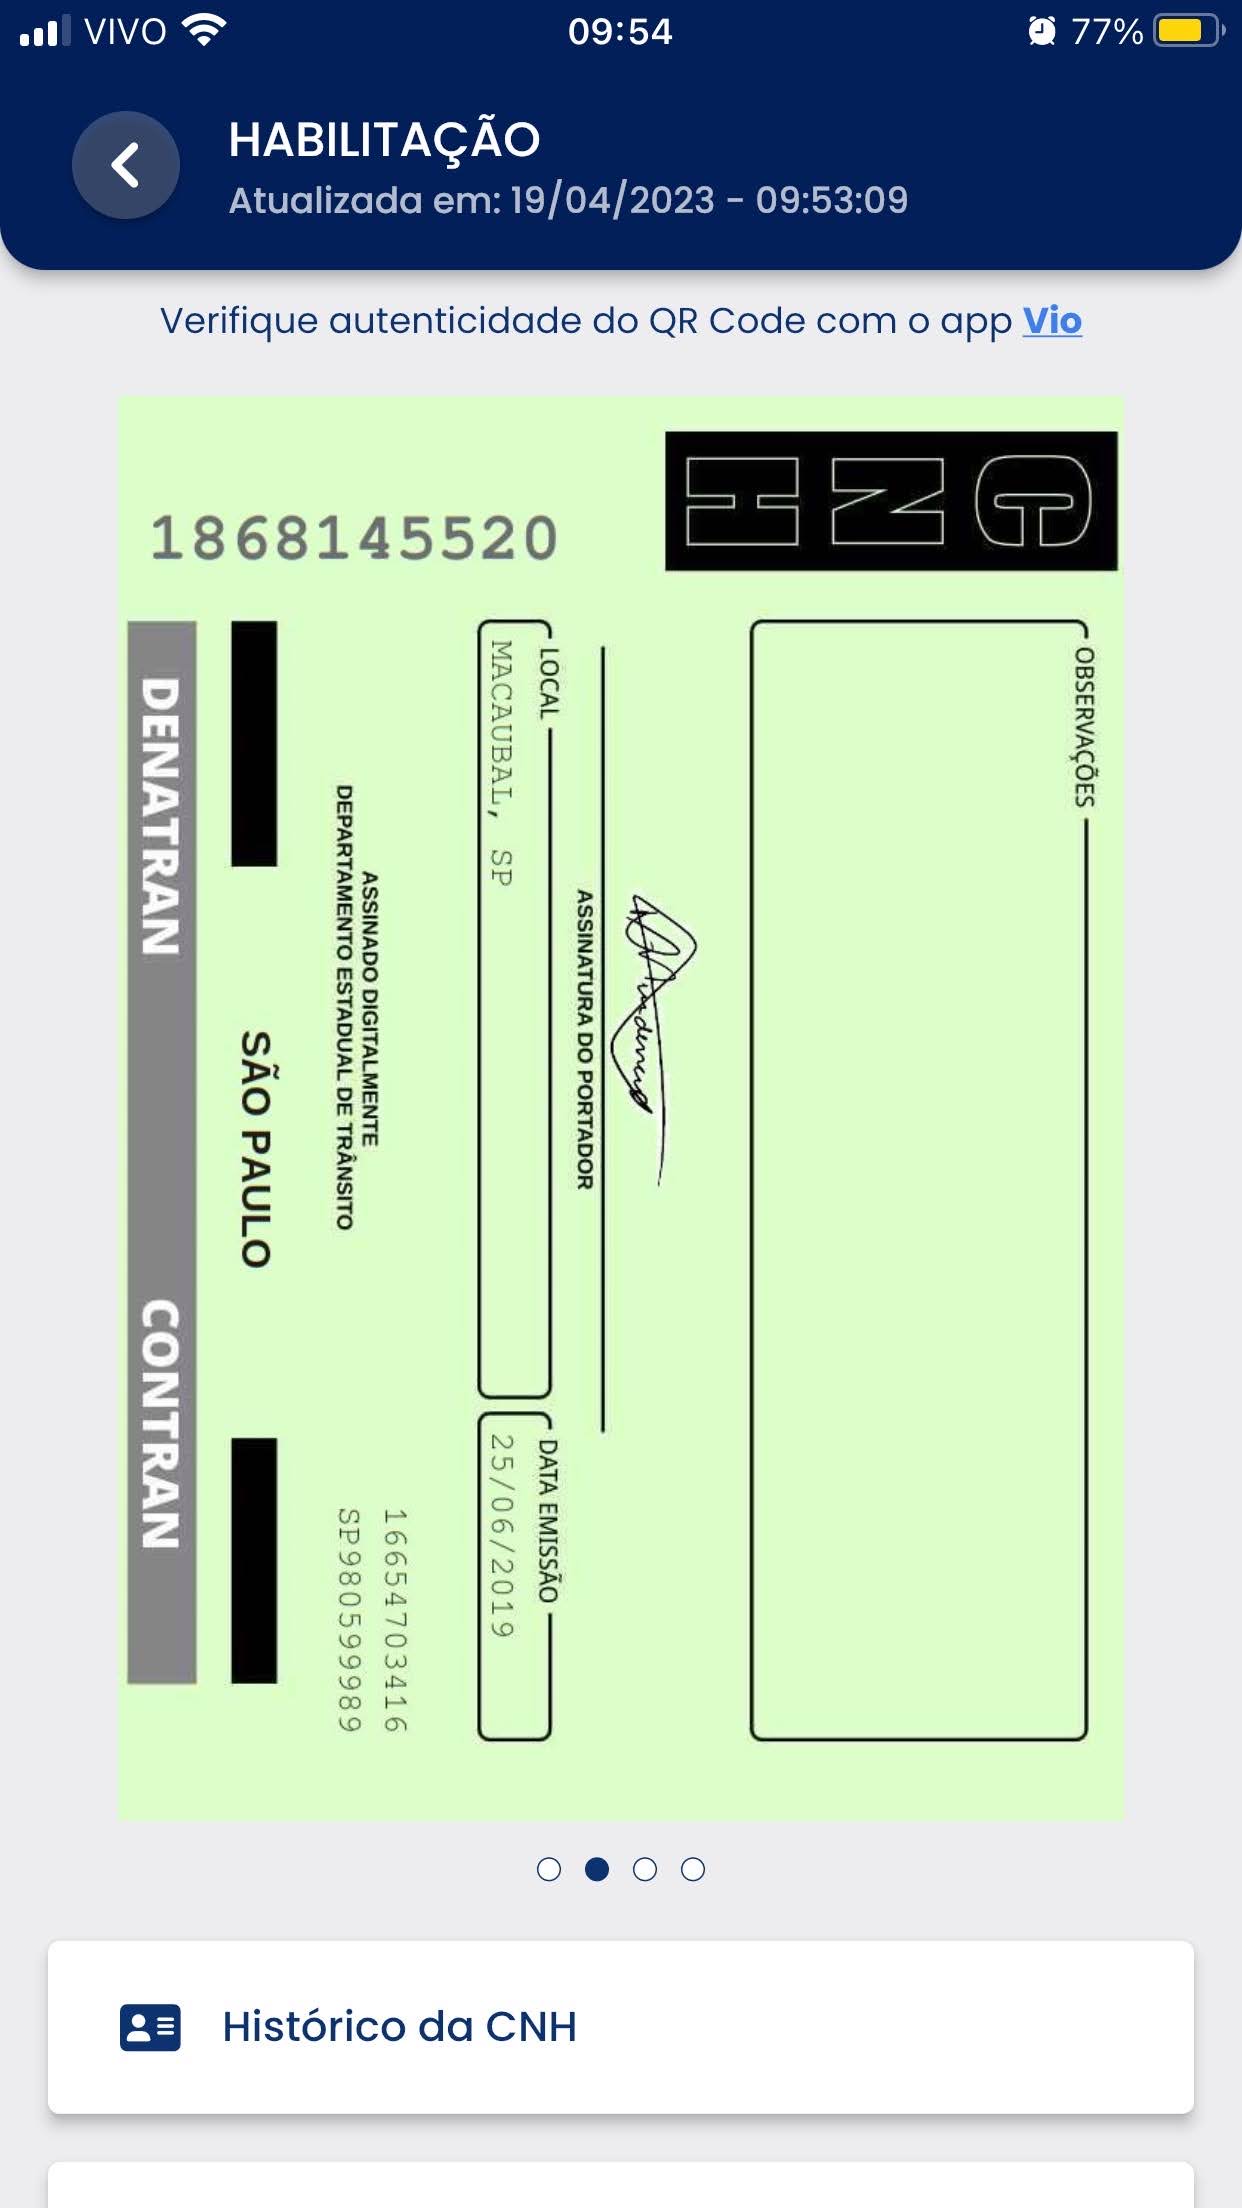 VIVO 09:54 77%
HABILITAÇÃO
Atualizada em: 19/04/2023 - 09:53:09
Verifique autenticidade do QR Code com o app Vio
CNH
1868145520
OBSERVAÇÕES
ASSINATURA DO PORTADOR
LOCAL
MACAUBAL, SP
DATA EMISSÃO
25/06/2019
ASSINADO DIGITALMENTE
DEPARTAMENTO ESTADUAL DE TRÂNSITO
16654703416
SP980599989
SÃO PAULO
DENATRAN CONTRAN
Histórico da CNH